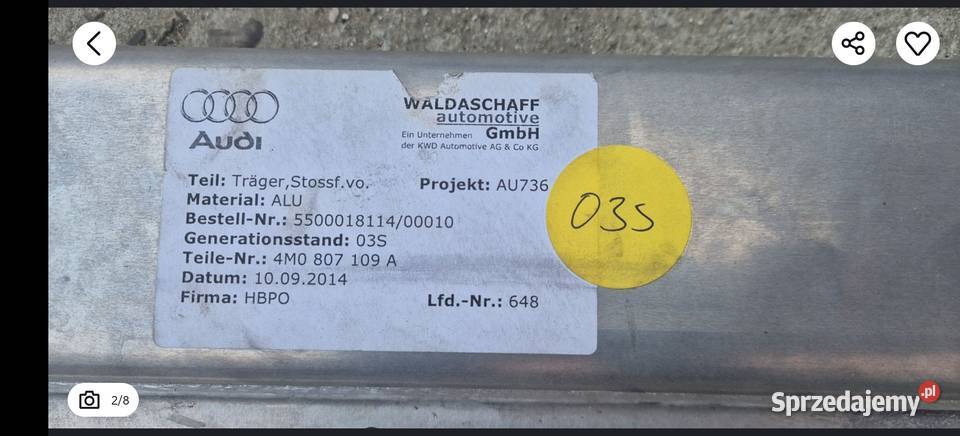 Audi
WALDASCHAFF
automotive
GmbH
Ein Unternehmen
der KWD Automotive AG & Co KG
Teil: Träger,Stossf.vo.
Projekt: AU736
Material: ALU
Bestell-Nr.: 5500018114/00010
Generationsstand: 03S
Teile-Nr.: 4M0 807 109 A
Datum: 10.09.2014
Firma: HBPO
Lfd.-Nr.: 648
03S
2/8
Sprzedajemy.pl